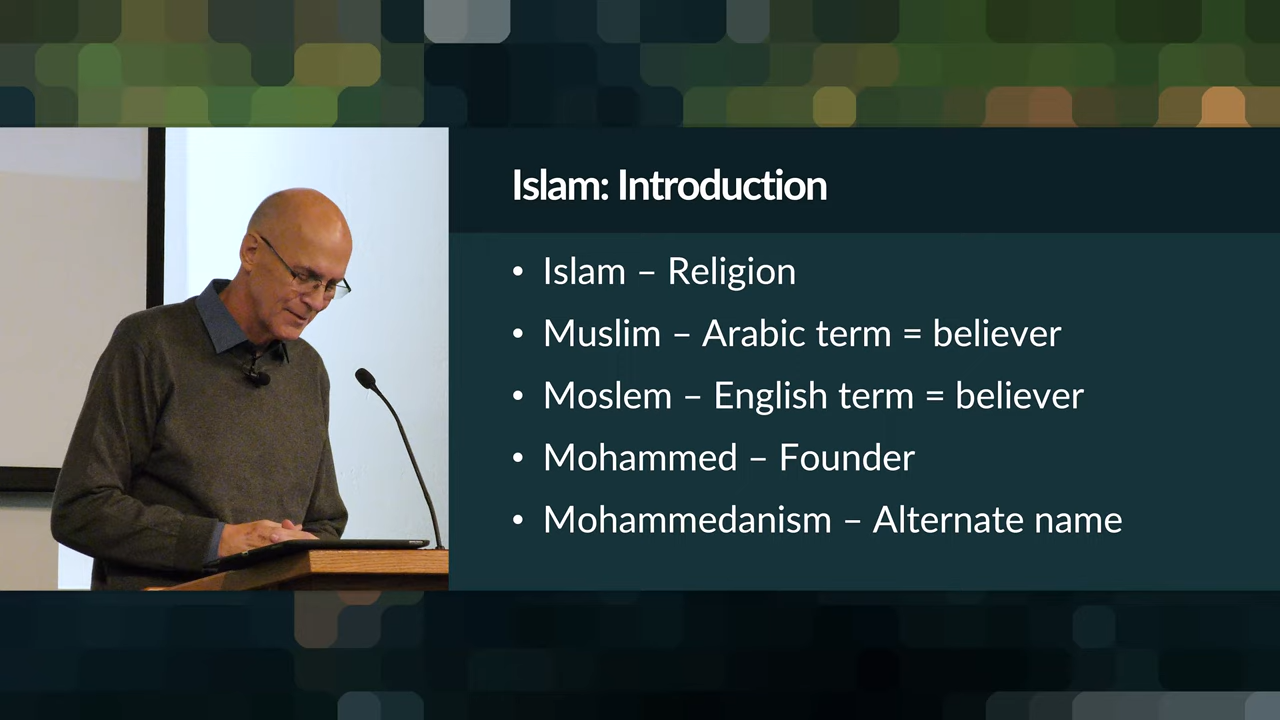 Islam: Introduction
• Islam – Religion
• Muslim – Arabic term = believer
• Moslem – English term = believer
• Mohammed – Founder
• Mohammedanism – Alternate name